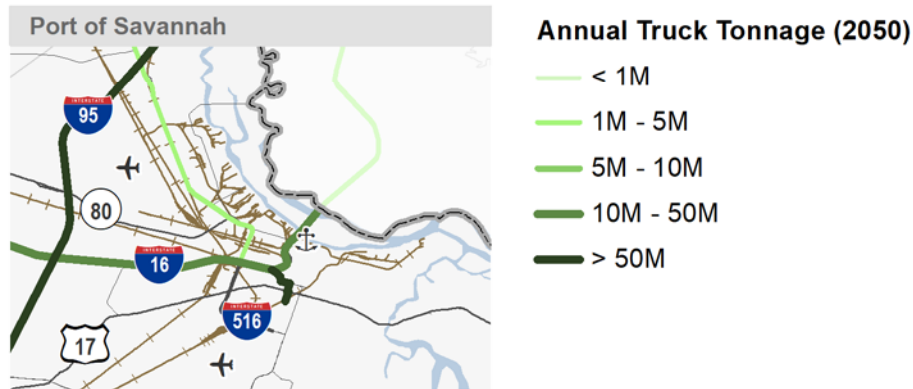 Port of Savannah
INTERSTATE
95
80
INTERSTATE
16
INTERSTATE
516
17
Annual Truck Tonnage (2050)
< 1M
1M - 5M
5M - 10M
10M - 50M
> 50M